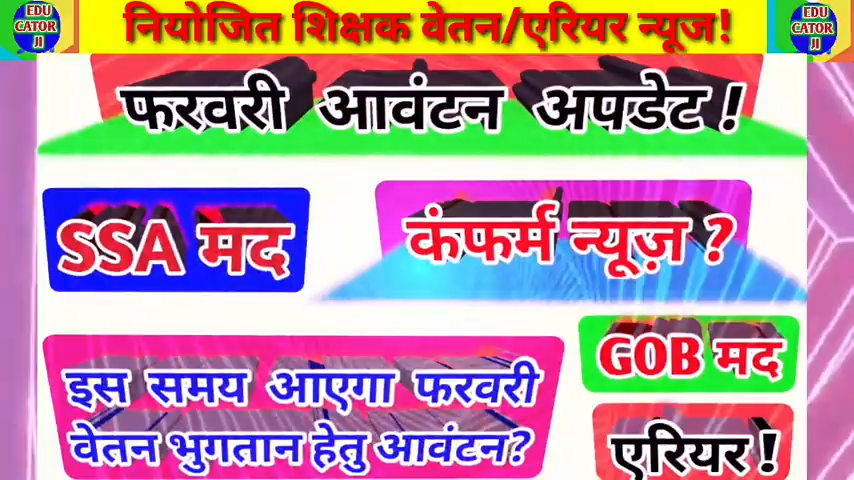 EDU
CATOR
JI
नियोजित शिक्षक वेतन/एरियर न्यूज!
EDU
CATOR
JI
फरवरी आवंटन अपडेट !
SSA मद
कंफर्म न्यूज़ ?
इस समय आएगा फरवरी
वेतन भुगतान हेतु आवंटन?
GOB मद
एरियर !